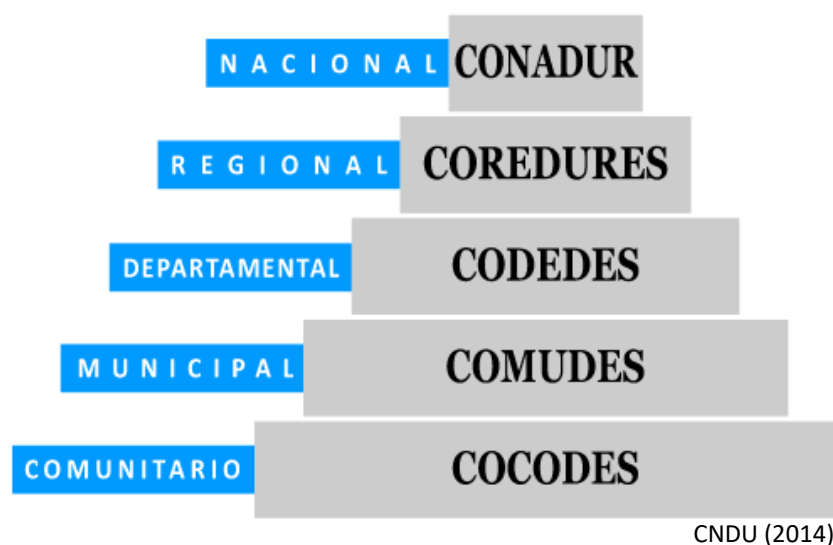 NACIONAL CONADUR
REGIONAL COREDURES
DEPARTAMENTAL CODEDES
MUNICIPAL COMUDES
COMUNITARIO COCODES
CNDU (2014)